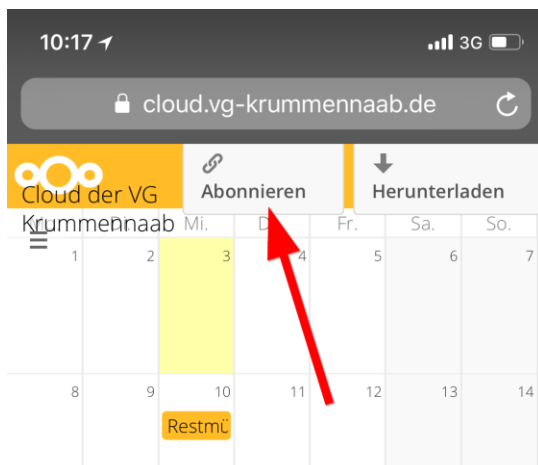 10:17 3G
cloud.vg-krummennaab.de
Abonnieren Herunterladen
Cloud der VG
Krummennaab
Di. Mi. Fr. Sa. So.
1 2 3 4 5 6 7
8 9 10 11 12 13 14
Restmü